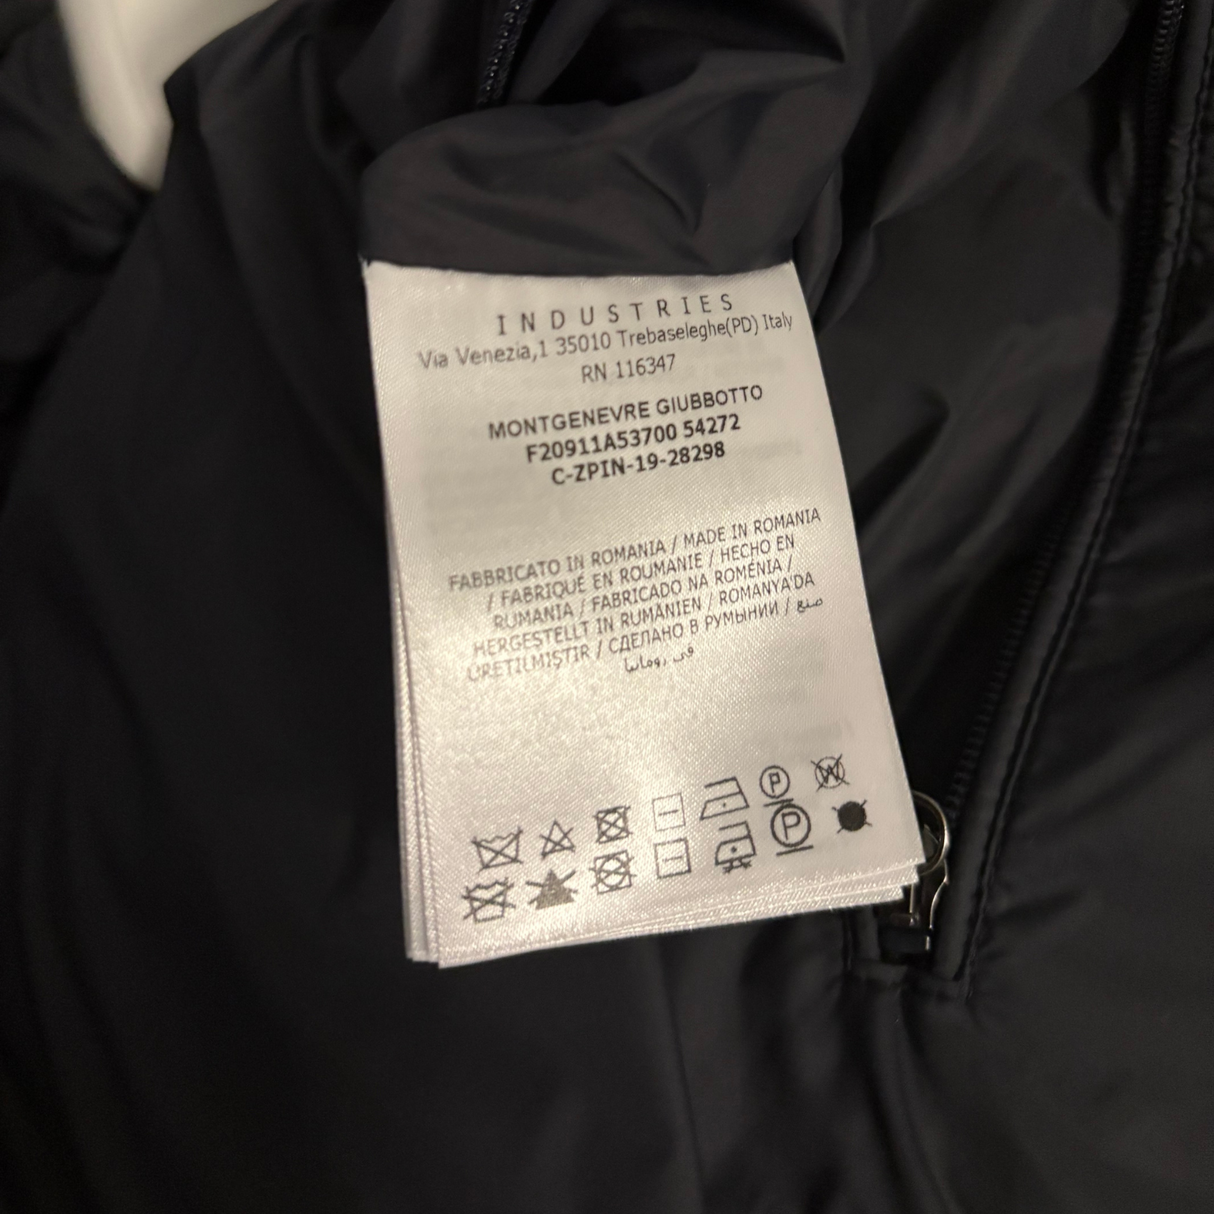 INDUSTRIES
Via Venezia,1 35010 Trebaseleghe(PD) Italy
RN 116347
MONTGENEVRE GIUBBOTTO
F20911A53700 54272
C-ZPIN-19-28298
FABBRICATO IN ROMANIA / MADE IN ROMANIA
/ FABRIQUÉ EN ROUMANIE / HECHO EN
RUMANIA / FABRICADO NA ROMÉNIA /
HERGESTELLT IN RUMÄNIEN / ROMANYA'DA
ÜRETILMIŞTIR / СДЕЛАНО В РУМЫНИИ / صنع
في رومانيا
P W
P